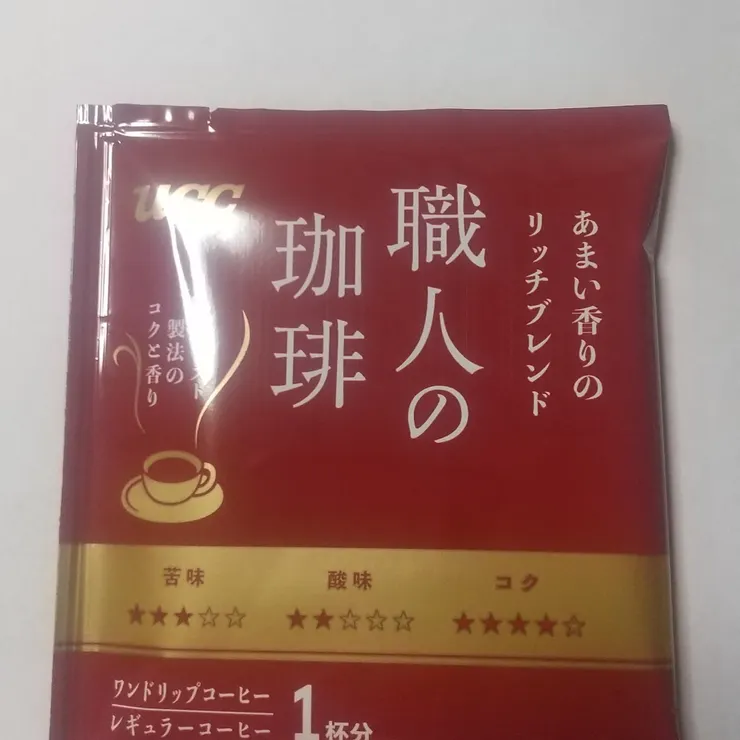 あまい香りの
リッチブレンド
職人の
珈琲
UCC
製法の
コクと香り
苦味
酸味
コク
★★★☆☆
★★☆☆☆
★★★★☆
ワンドリップコーヒー
レギュラーコーヒー
1杯分